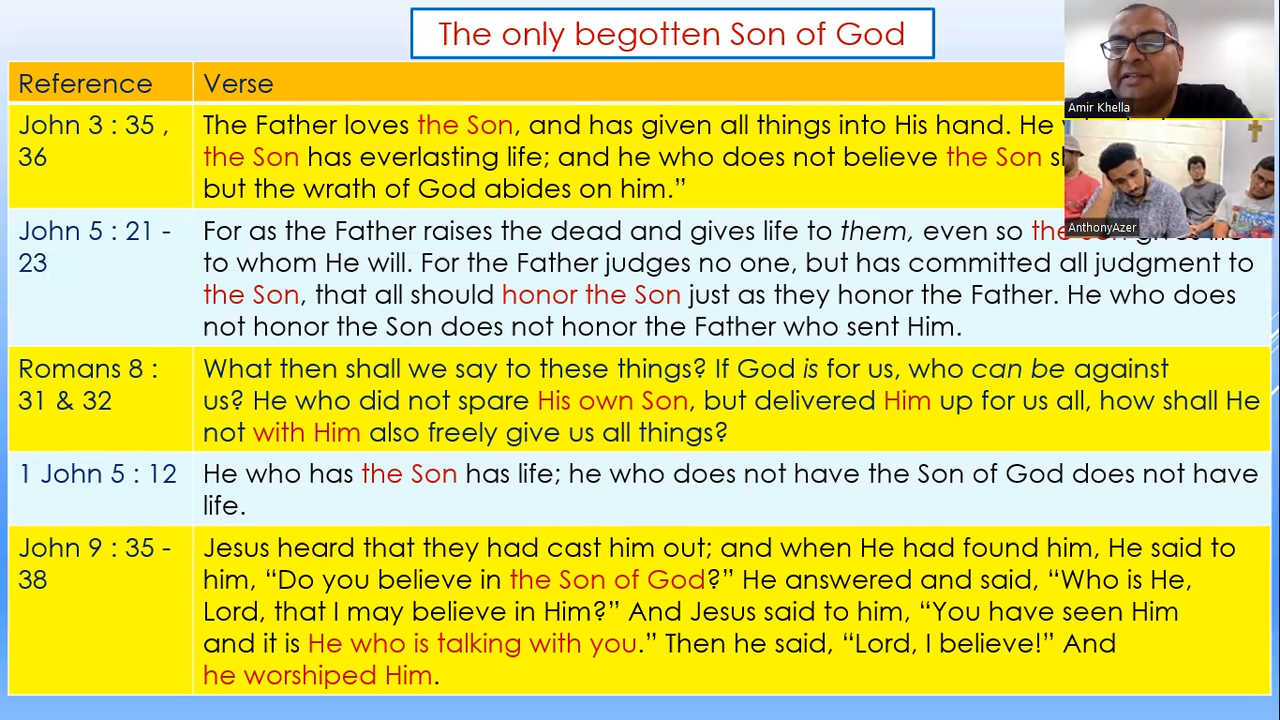 The only begotten Son of God
Reference Verse
John 3 : 35 , 36
The Father loves the Son, and has given all things into His hand. He
the Son has everlasting life; and he who does not believe the Son
but the wrath of God abides on him.”
John 5 : 21 - 23
For as the Father raises the dead and gives life to them, even so the Son gives life
to whom He will. For the Father judges no one, but has committed all judgment to
the Son, that all should honor the Son just as they honor the Father. He who does
not honor the Son does not honor the Father who sent Him.
Romans 8 : 31 & 32
What then shall we say to these things? If God is for us, who can be against
us? He who did not spare His own Son, but delivered Him up for us all, how shall He
not with Him also freely give us all things?
1 John 5 : 12
He who has the Son has life; he who does not have the Son of God does not have
life.
John 9 : 35 - 38
Jesus heard that they had cast him out; and when He had found him, He said to
him, “Do you believe in the Son of God?” He answered and said, “Who is He,
Lord, that I may believe in Him?” And Jesus said to him, “You have seen Him
and it is He who is talking with you.” Then he said, “Lord, I believe!” And
he worshiped Him.
Amir Khella
AnthonyAzer